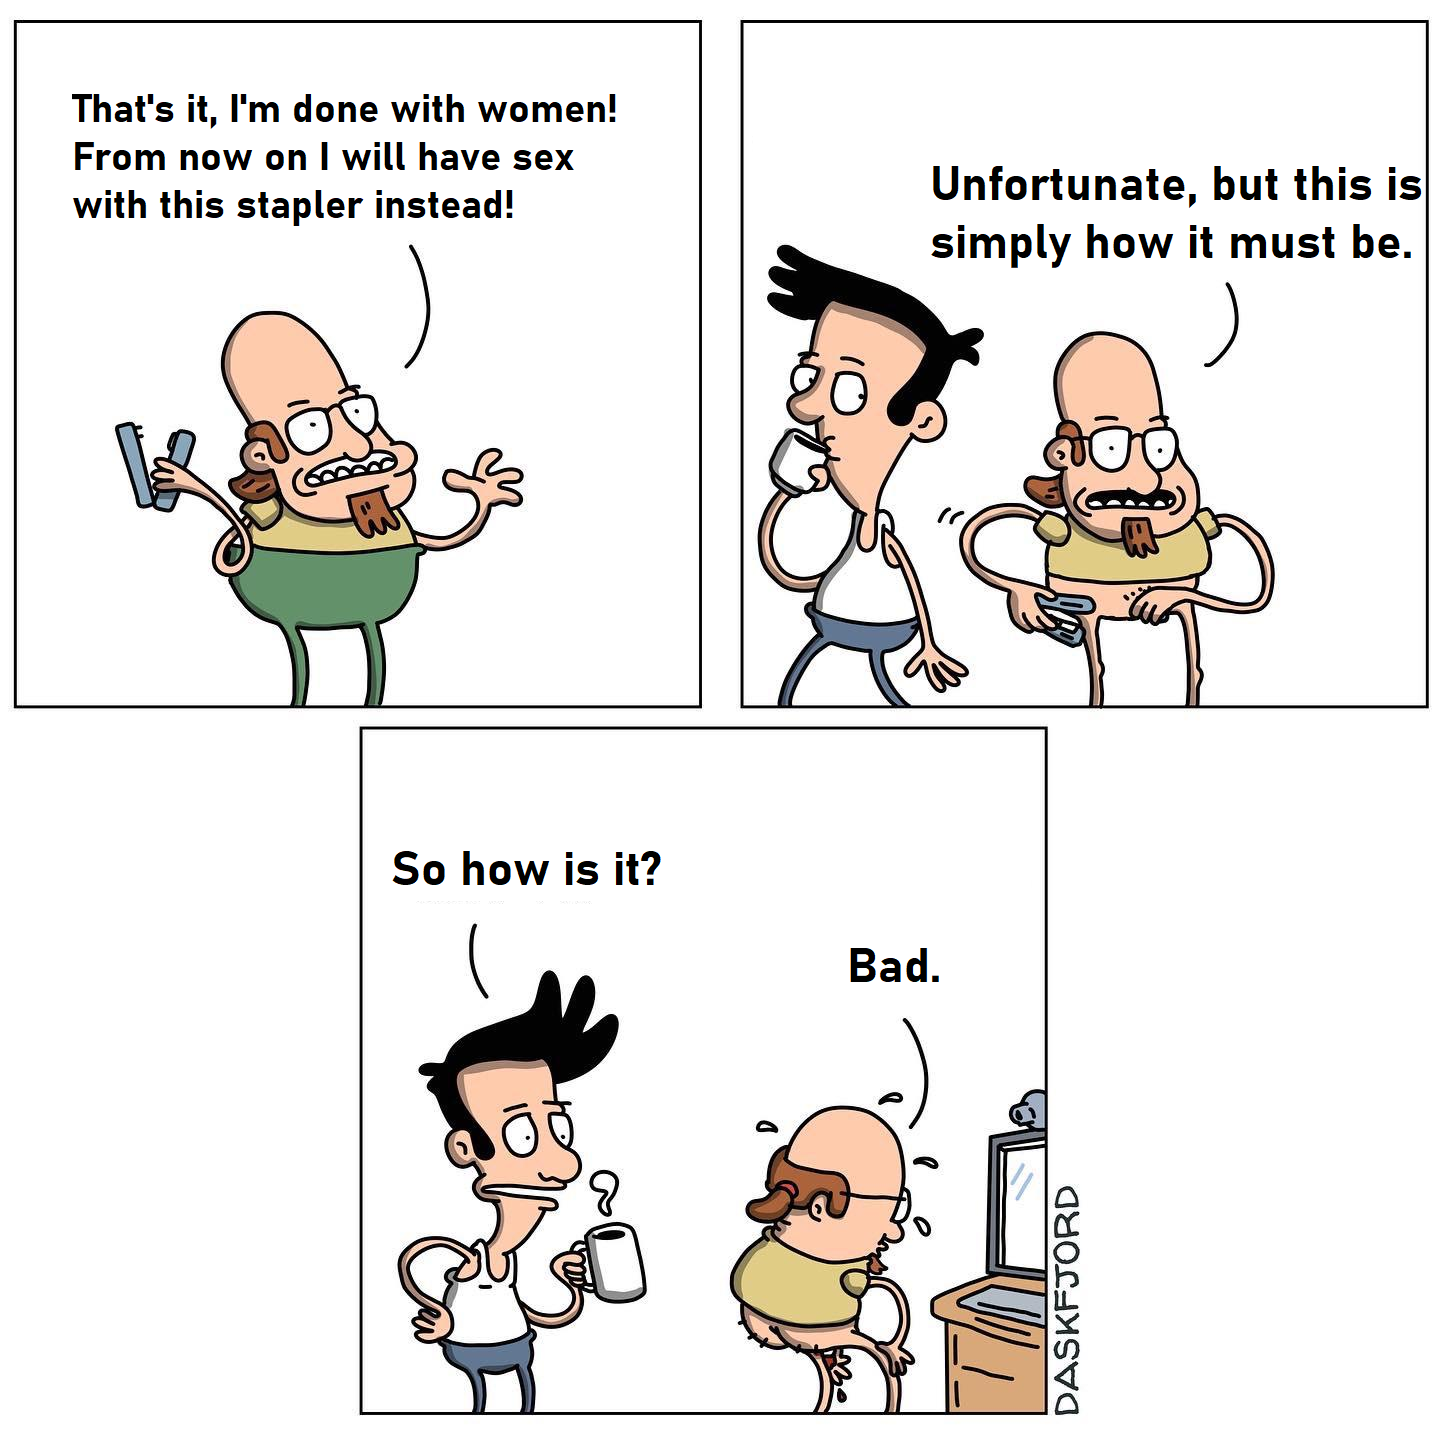 That's it, I'm done with women!
From now on I will have sex
with this stapler instead!
Unfortunate, but this is
simply how it must be.
So how is it?
Bad.
DASKFJORD